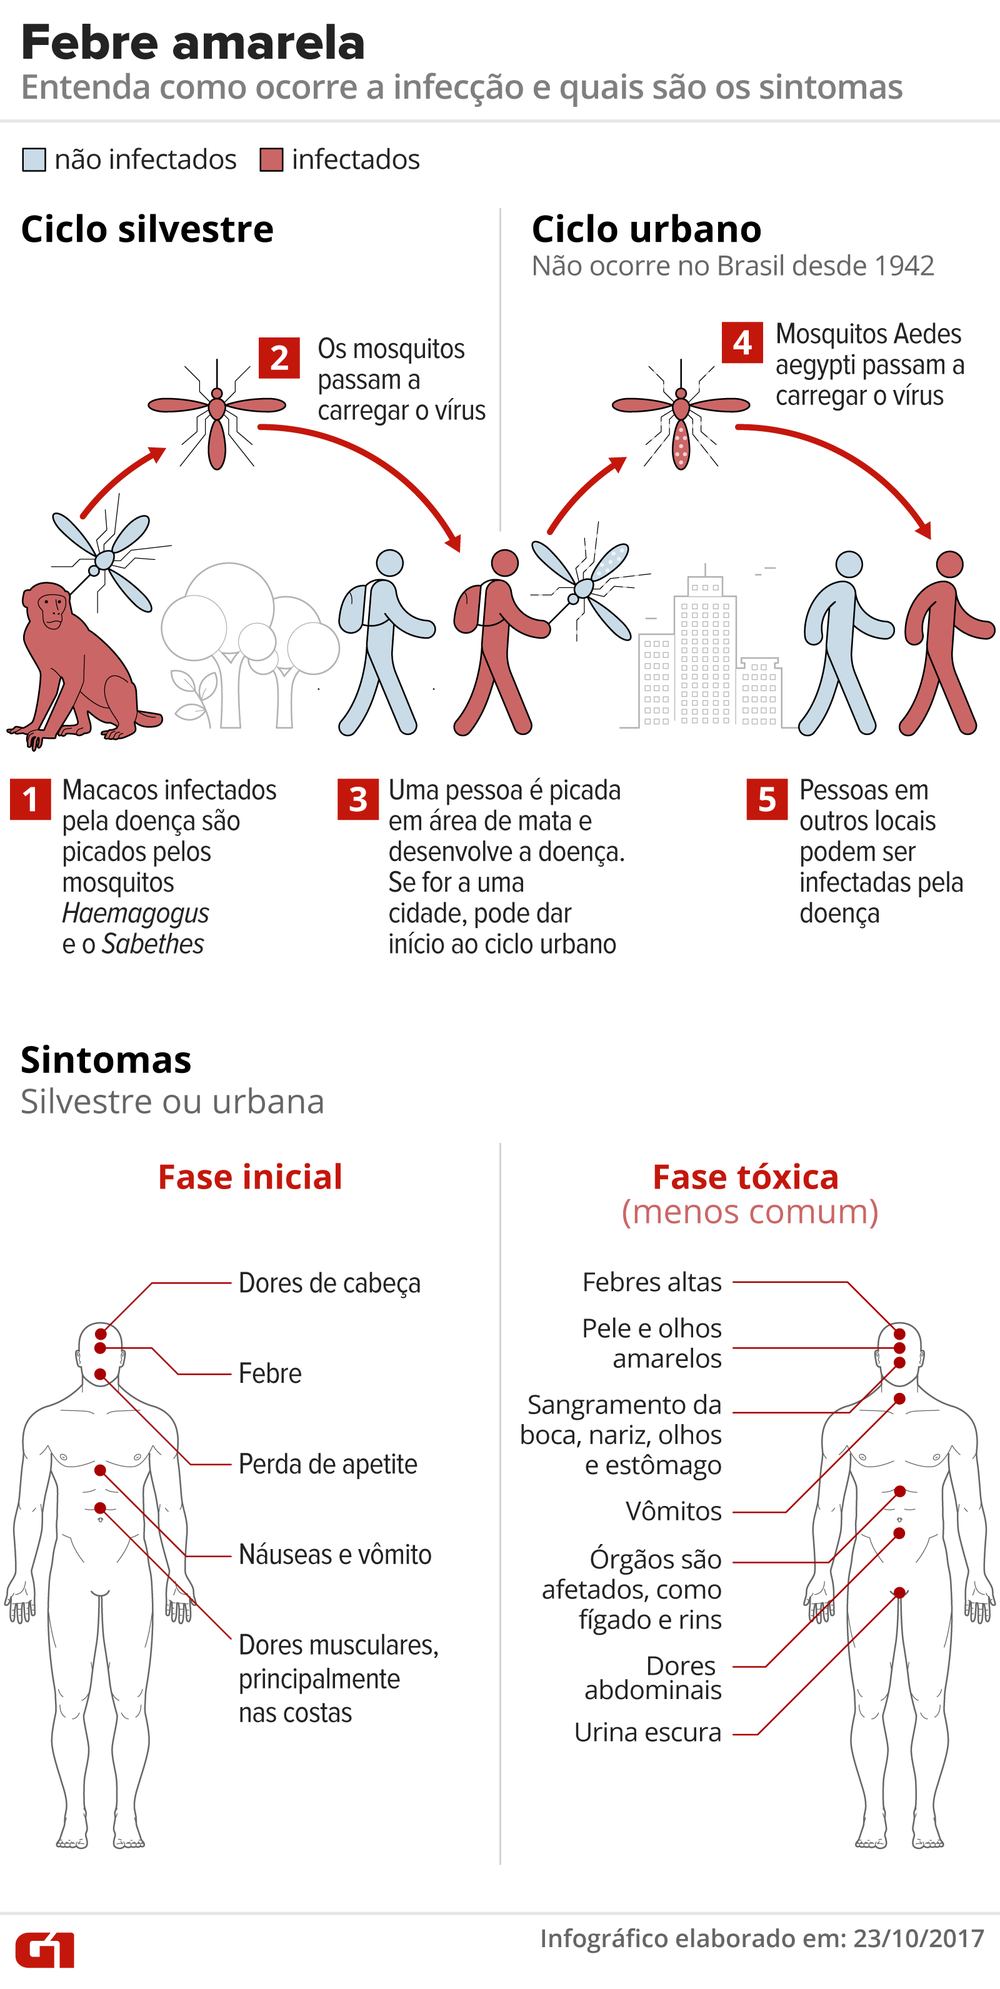 Febre amarela
Entenda como ocorre a infecção e quais são os sintomas
não infectados
infectados
Ciclo silvestre
2
Os mosquitos
passam a
carregar o vírus
1
Macacos infectados
pela doença são
picados pelos
mosquitos
Haemagogus
e o Sabethes
3
Uma pessoa é picada
em área de mata e
desenvolve a doença.
Se for a uma
cidade, pode dar
início ao ciclo urbano
Ciclo urbano
Não ocorre no Brasil desde 1942
4
Mosquitos Aedes
aegypti passam a
carregar o vírus
5
Pessoas em
outros locais
podem ser
infectadas pela
doença
Sintomas
Silvestre ou urbana
Fase inicial
Dores de cabeça
Febre
Perda de apetite
Náuseas e vômito
Dores musculares,
principalmente
nas costas
Fase tóxica
(menos comum)
Febres altas
Pele e olhos
amarelos
Sangramento da
boca, nariz, olhos
e estômago
Vômitos
Órgãos são
afetados, como
fígado e rins
Dores
abdominais
Urina escura
G1
Infográfico elaborado em: 23/10/2017